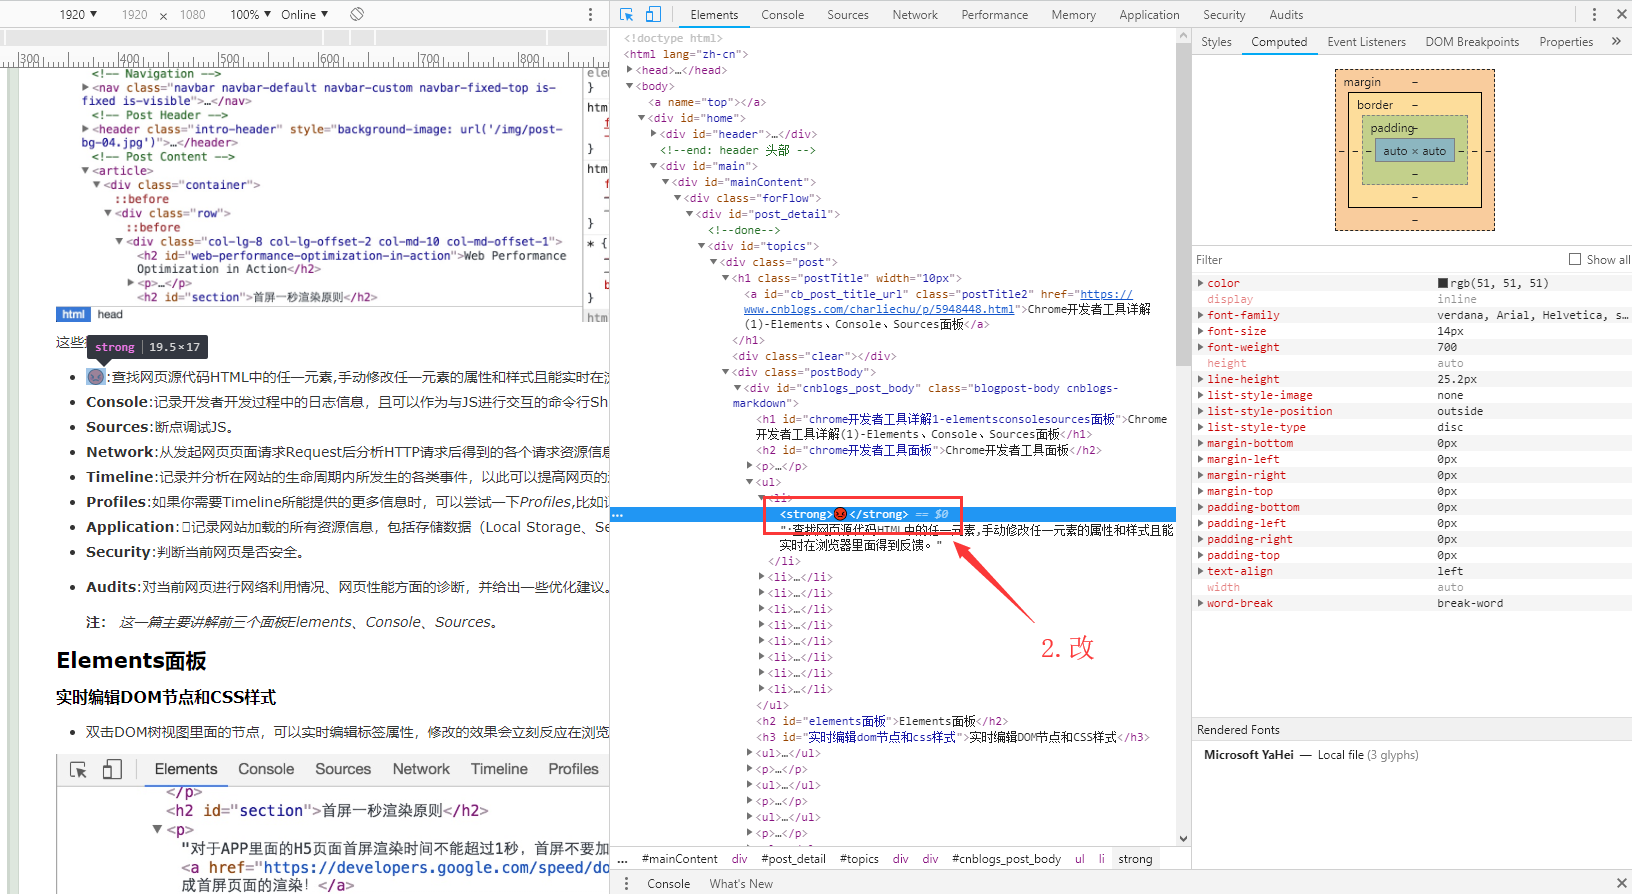 1920 ▼ 1920 × 1080 100% ▼ Online ▼
300 400 500 600 700 800
<!-- Navigation -->
▶<nav class="navbar navbar-default navbar-custom navbar-fixed-top is-
fixed is-visible">…</nav>
<!-- Post Header -->
▶<header class="intro-header" style="background-image: url('/img/post-
bg-04.jpg')">…</header>
<!-- Post Content -->
▼<article>
▼<div class="container">
::before
▼<div class="row">
::before
▼<div class="col-lg-8 col-lg-offset-2 col-md-10 col-md-offset-1">
<h2 id="web-performance-optimization-in-action">Web Performance
Optimization in Action</h2>
▶<p>…</p>
<h2 id="section">首屏一秒渲染原则</h2>
html head
elem
}
htm
f
}
htm
f
}
* {
b
}
htm
这些
strong | 19.5×17
• 😡:查找网页源代码HTML中的任一元素,手动修改任一元素的属性和样式且能实时在浏
• Console:记录开发者开发过程中的日志信息，且可以作为与JS进行交互的命令行Sh
• Sources:断点调试JS。
• Network:从发起网页页面请求Request后分析HTTP请求后得到的各个请求资源信息
• Timeline:记录并分析在网站的生命周期内所发生的各类事件，以此可以提高网页的
• Profiles:如果你需要Timeline所能提供的更多信息时，可以尝试一下Profiles,比如记
• Application:记录网站加载的所有资源信息，包括存储数据（Local Storage、Se
• Security:判断当前网页是否安全。
• Audits:对当前网页进行网络利用情况、网页性能方面的诊断，并给出一些优化建议。
注： 这一篇主要讲解前三个面板Elements、Console、Sources。
Elements面板
实时编辑DOM节点和CSS样式
• 双击DOM树视图里面的节点，可以实时编辑标签属性，修改的效果会立刻反应在浏览
Elements Console Sources Network Timeline Profiles
</p>
<h2 id="section">首屏一秒渲染原则</h2>
▼<p>
"对于APP里面的H5页面首屏渲染时间不能超过1秒，首屏不要加
<a href="https://developers.google.com/speed/do
成首屏页面的渲染! </a>
Elements Console Sources Network Performance Memory Application Security Audits
<!doctype html>
<html lang="zh-cn">
▶<head>…</head>
▼<body>
<a name="top"></a>
▼<div id="home">
▶<div id="header">…</div>
<!--end: header 头部 -->
▼<div id="main">
▼<div id="mainContent">
▼<div class="forFlow">
▼<div id="post_detail">
<!--done-->
▼<div id="topics">
▼<div class="post">
▼<h1 class="postTitle" width="10px">
<a id="cb_post_title_url" class="postTitle2" href="https://
www.cnblogs.com/charliechu/p/5948448.html">Chrome开发者工具详解
(1)-Elements、Console、Sources面板</a>
</h1>
<div class="clear"></div>
▼<div class="postBody">
▼<div id="cnblogs_post_body" class="blogpost-body cnblogs-
markdown">
<h1 id="chrome开发者工具详解1-elementsconsolesources面板">Chrome
开发者工具详解(1)-Elements、Console、Sources面板</h1>
<h2 id="chrome开发者面板">Chrome开发者工具面板</h2>
▶<p>…</p>
▼<ul>
▼<li>
… <strong>😡</strong> == $0
":查找网页源代码HTML中的任一元素,手动修改任一元素的属性和样式且能
实时在浏览器里面得到反馈。"
</li>
▶<li>…</li>
▶<li>…</li>
▶<li>…</li>
▶<li>…</li>
▶<li>…</li>
▶<li>…</li>
▶<li>…</li>
▶<li>…</li>
</ul>
<h2 id="elements面板">Elements面板</h2>
<h3 id="实时编辑dom节点和css样式">实时编辑DOM节点和CSS样式</h3>
▶<ul>…</ul>
▶<p>…</p>
▶<ul>…</ul>
▶<p>…</p>
▶<ul>…</ul>
▶<p>…</p>
2.改
... #mainContent div #post_detail #topics div div #cnblogs_post_body ul li strong
Console What's New
Styles Computed Event Listeners DOM Breakpoints Properties »
margin –
border –
padding–
– – – auto × auto – – –
–
–
–
Filter Show all
▶ color rgb(51, 51, 51)
display inline
▶ font-family verdana, Arial, Helvetica, s…
▶ font-size 14px
▶ font-weight 700
height auto
▶ line-height 25.2px
▶ list-style-image none
▶ list-style-position outside
▶ list-style-type disc
▶ margin-bottom 0px
▶ margin-left 0px
▶ margin-right 0px
▶ margin-top 0px
▶ padding-bottom 0px
▶ padding-left 0px
▶ padding-right 0px
▶ padding-top 0px
▶ text-align left
width auto
▶ word-break break-word
Rendered Fonts
Microsoft YaHei — Local file (3 glyphs)